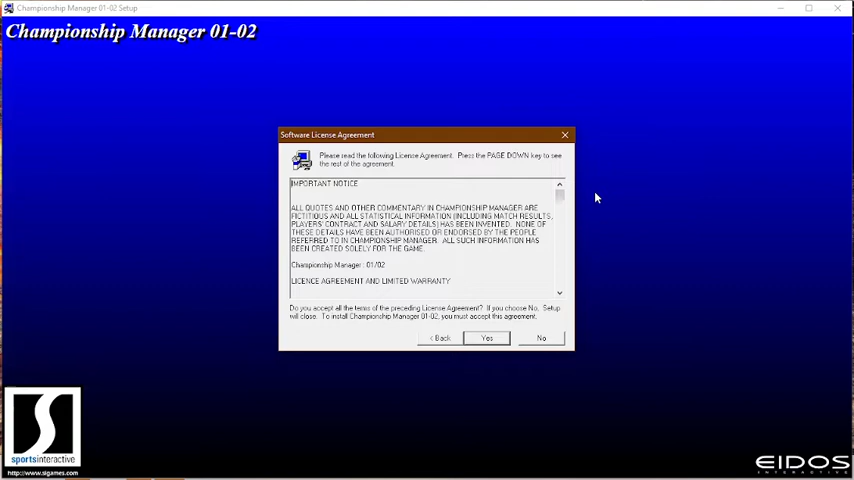 Championship Manager 01-02 Setup
Championship Manager 01-02
Software License Agreement
Please read the following License Agreement. Press the PAGE DOWN key to see
the rest of the agreement.
IMPORTANT NOTICE
ALL QUOTES AND OTHER COMMENTARY IN CHAMPIONSHIP MANAGER ARE
FICTITIOUS AND ALL STATISTICAL INFORMATION (INCLUDING MATCH RESULTS,
PLAYERS' CONTRACT AND SALARY DETAILS) HAS BEEN INVENTED. NONE OF
THESE DETAILS HAVE BEEN AUTHORISED OR ENDORSED BY THE PEOPLE
REFERRED TO IN CHAMPIONSHIP MANAGER. ALL SUCH INFORMATION HAS
BEEN CREATED SOLELY FOR THE GAME.
Championship Manager : 01/02
LICENCE AGREEMENT AND LIMITED WARRANTY
Do you accept all the terms of the preceding License Agreement? If you choose No, Setup
will close. To install Championship Manager 01-02, you must accept this agreement.
< Back
Yes
No
sportsinteractive
http://www.sigames.com
EIDOS
INTERACTIVE